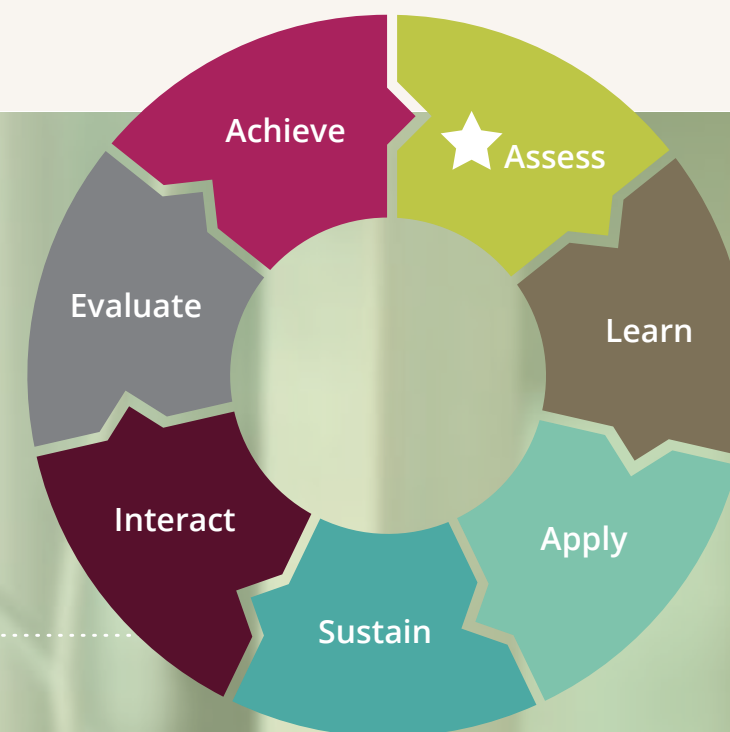 Achieve
Assess
Learn
Apply
Sustain
Interact
Evaluate